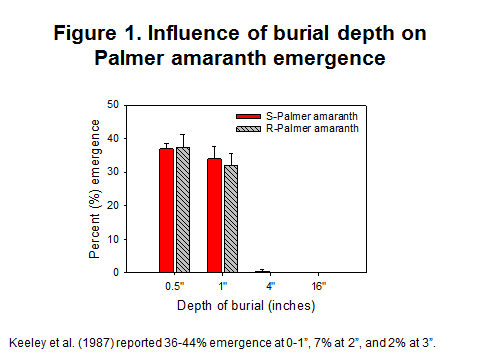 Figure 1. Influence of burial depth on
Palmer amaranth emergence
S-Palmer amaranth
R-Palmer amaranth
Percent (%) emergence
50
40
30
20
10
0
0.5" 1" 4" 16"
Depth of burial (inches)
Keeley et al. (1987) reported 36-44% emergence at 0-1”, 7% at 2”, and 2% at 3”.